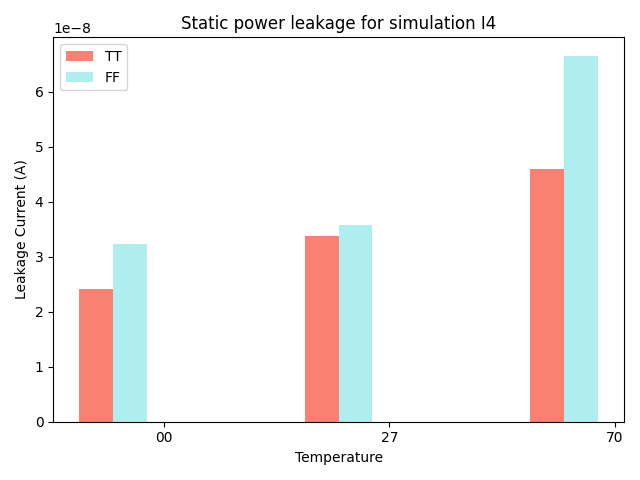 Static power leakage for simulation I4
1e−8
TT
FF
Leakage Current (A)
6
5
4
3
2
1
0
00
27
70
Temperature